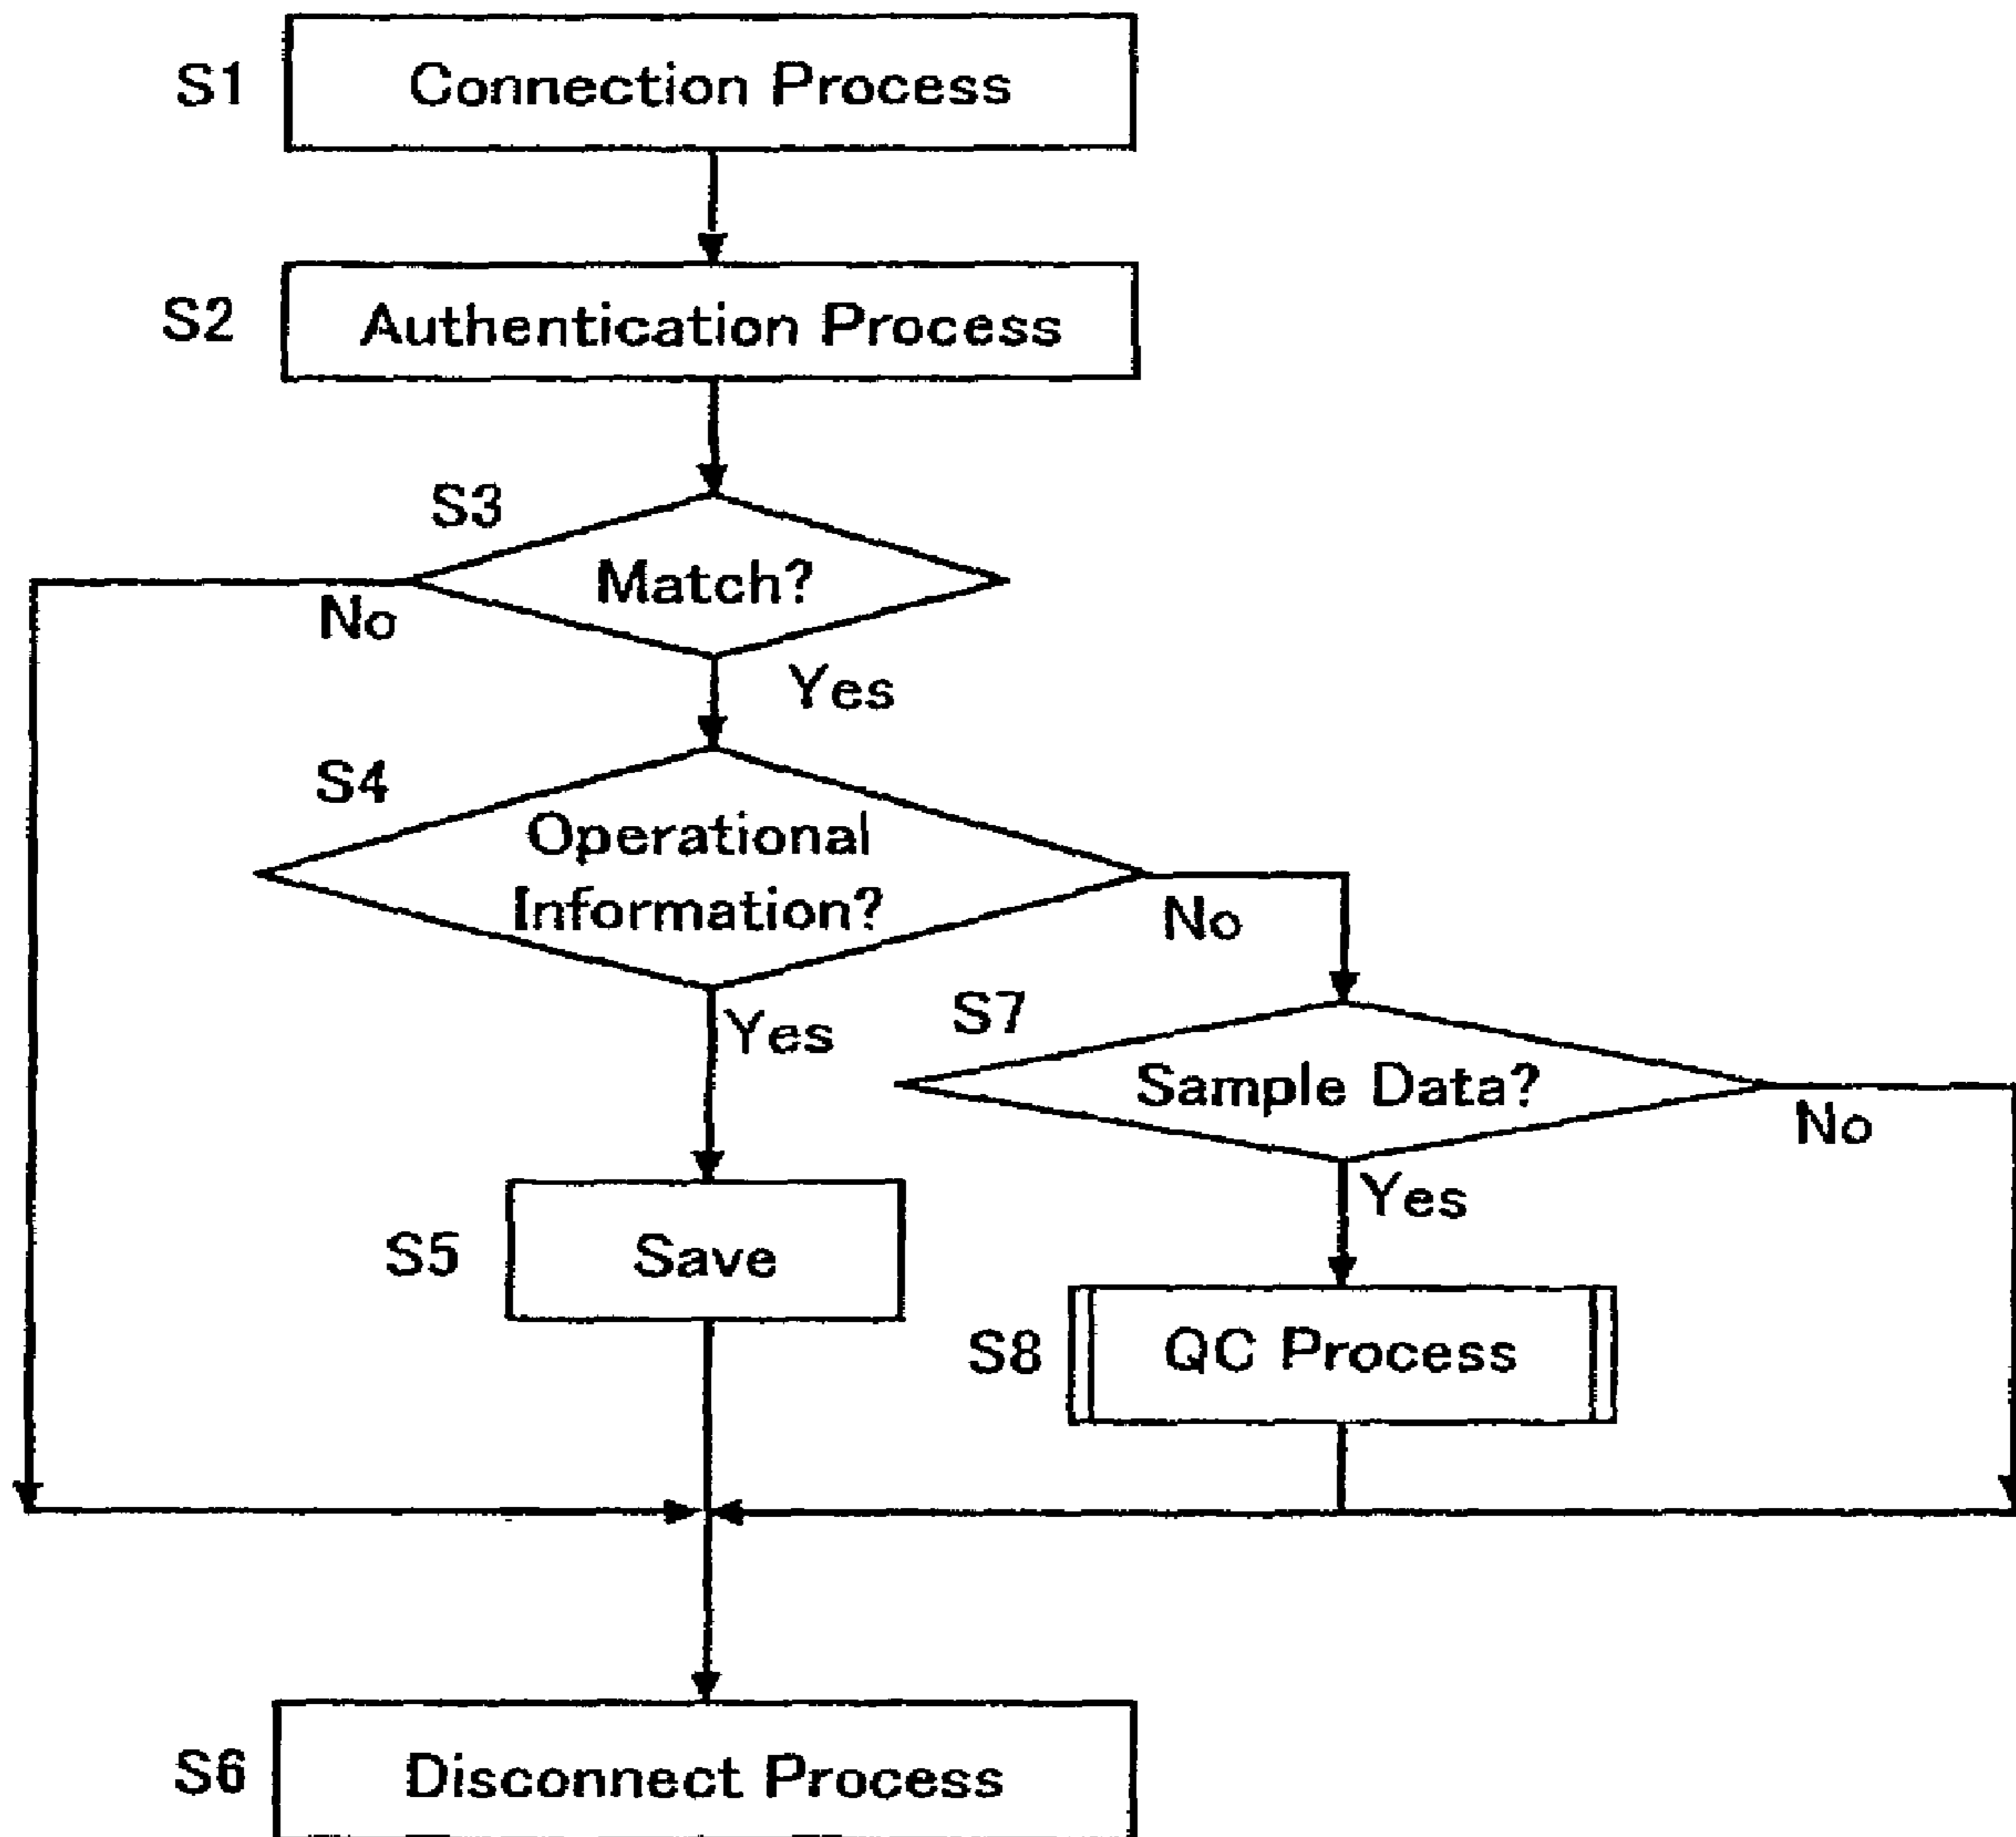 S1 Connection Process
S2 Authentication Process
S3
Match?
No
Yes
S4
Operational
Information?
No
Yes
S7
Sample Data?
No
Yes
S5 Save
S8 QC Process
S6 Disconnect Process